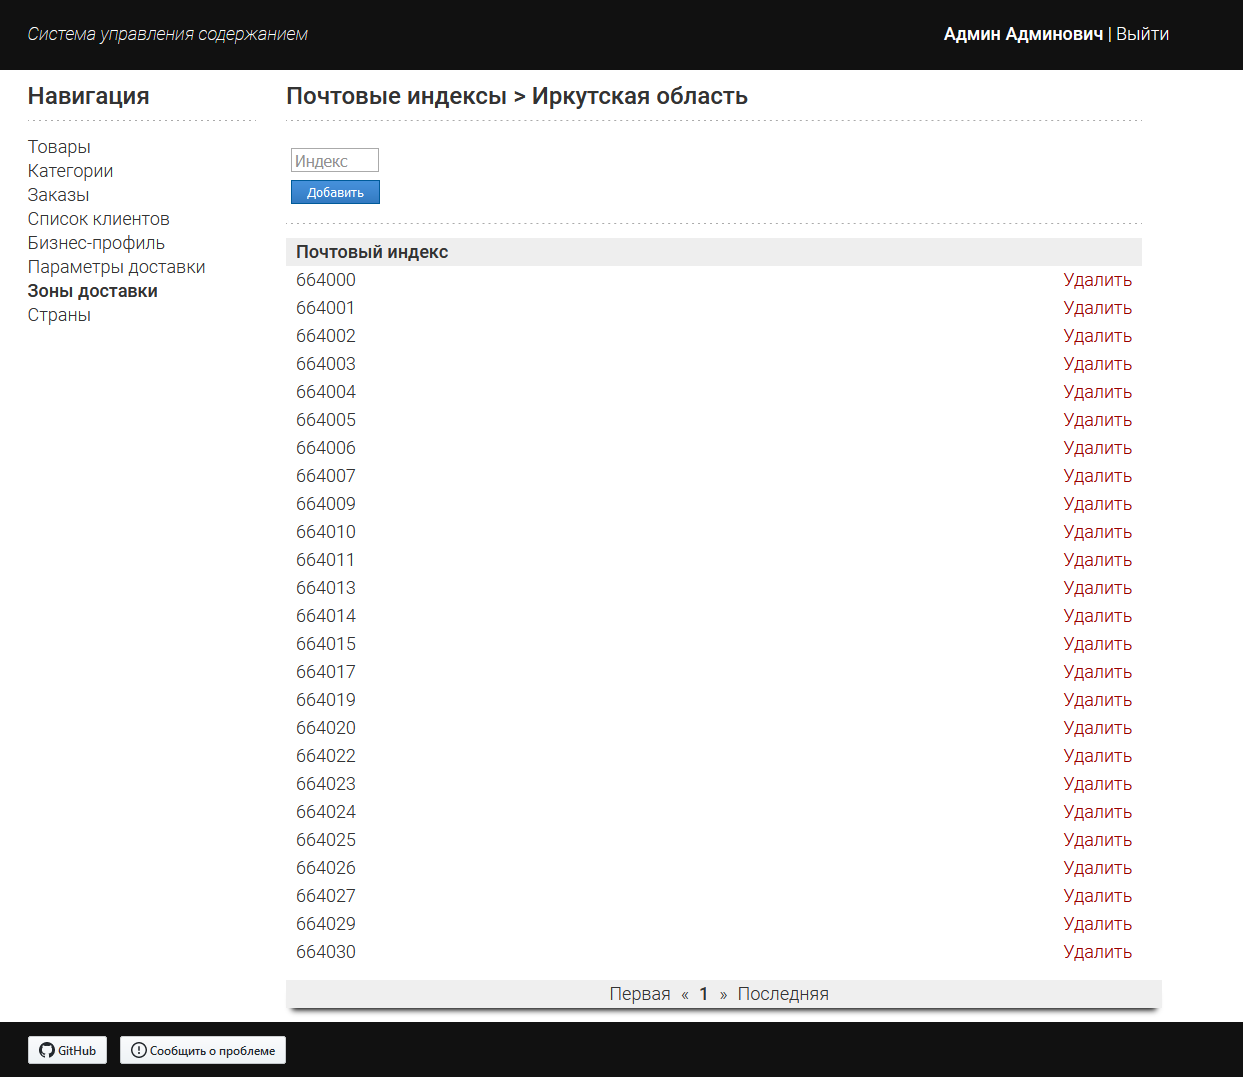 Система управления содержанием
Админ Админович | Выйти
Навигация
Товары
Категории
Заказы
Список клиентов
Бизнес-профиль
Параметры доставки
Зоны доставки
Страны
Почтовые индексы > Иркутская область
Индекс
Добавить
Почтовый индекс
664000 Удалить
664001 Удалить
664002 Удалить
664003 Удалить
664004 Удалить
664005 Удалить
664006 Удалить
664007 Удалить
664009 Удалить
664010 Удалить
664011 Удалить
664013 Удалить
664014 Удалить
664015 Удалить
664017 Удалить
664019 Удалить
664020 Удалить
664022 Удалить
664023 Удалить
664024 Удалить
664025 Удалить
664026 Удалить
664027 Удалить
664029 Удалить
664030 Удалить
Первая « 1 » Последняя
GitHub
Сообщить о проблеме